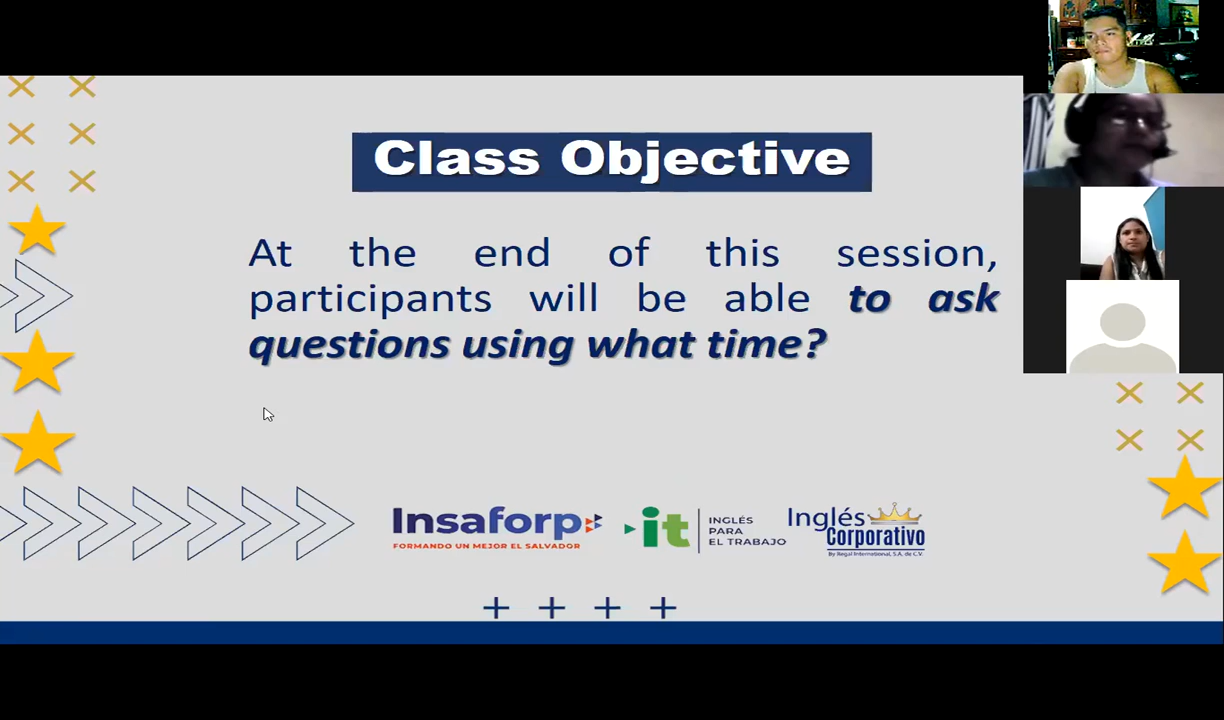 Class Objective
At the end of this session,
participants will be able to ask
questions using what time?
Insaforp
FORMANDO UN MEJOR EL SALVADOR
it
INGLÉS
PARA
EL TRABAJO
Inglés
Corporativo
By Regal International, S.A. de C.V.